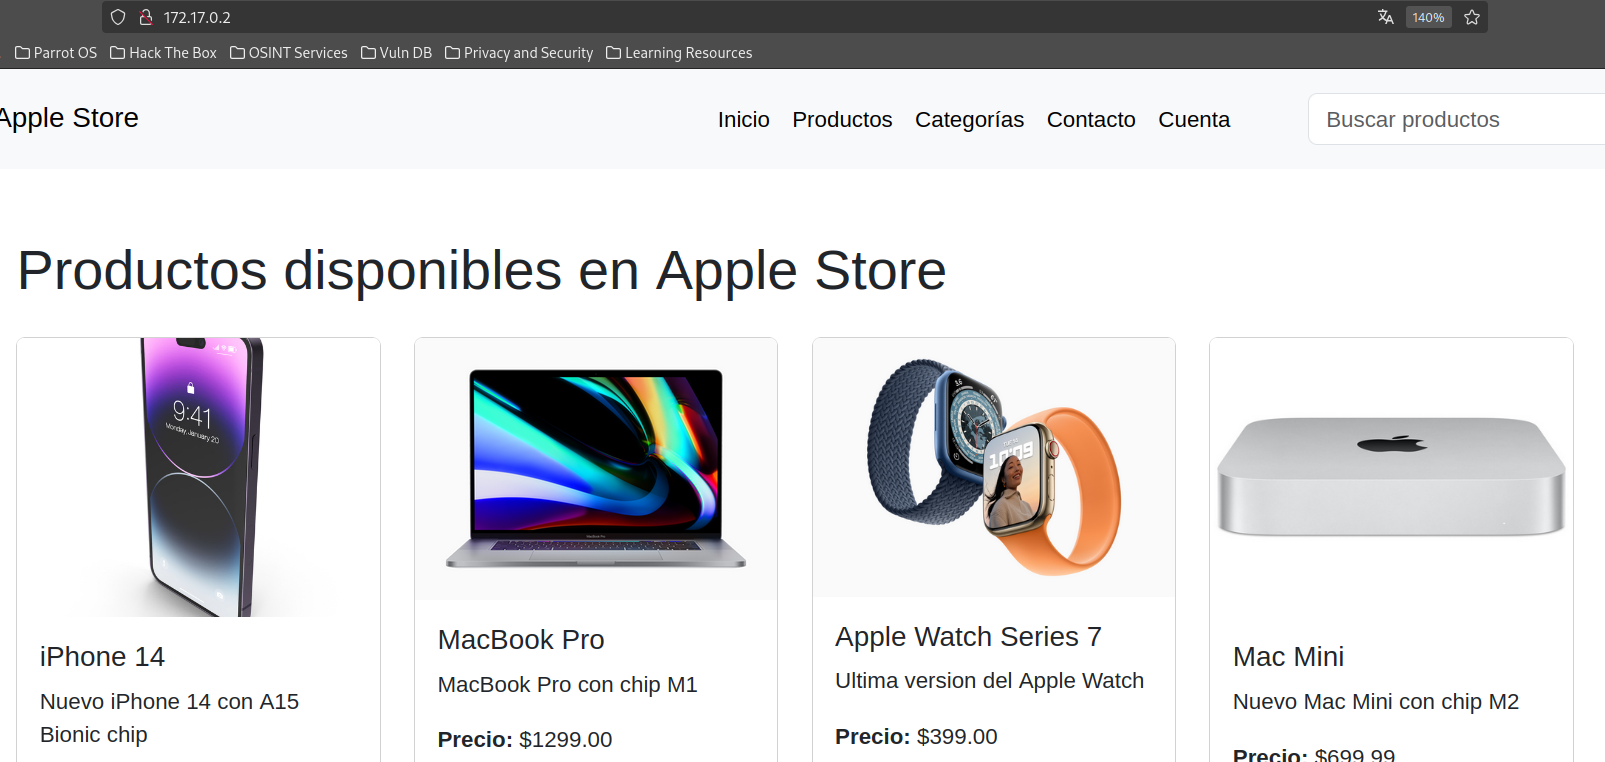 172.17.0.2
140%
Parrot OS Hack The Box OSINT Services Vuln DB Privacy and Security Learning Resources
Apple Store
Inicio Productos Categorías Contacto Cuenta
Buscar productos
Productos disponibles en Apple Store
9:41
Monday, January 20
10:09
iPhone 14
Nuevo iPhone 14 con A15
Bionic chip
MacBook Pro
MacBook Pro con chip M1
Precio: $1299.00
Apple Watch Series 7
Ultima version del Apple Watch
Precio: $399.00
Mac Mini
Nuevo Mac Mini con chip M2
Precio: $699.99